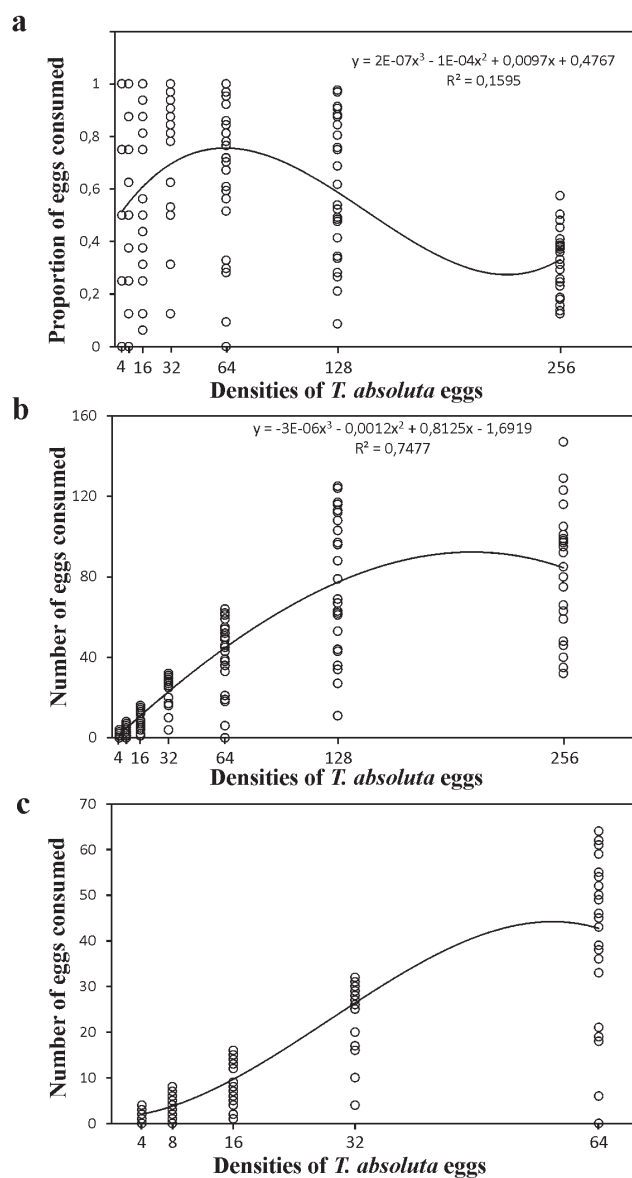 a
y = 2E-07x³ - 1E-04x² + 0,0097x + 0,4767
R² = 0,1595
Proportion of eggs consumed
1
0,8
0,6
0,4
0,2
0
4 16 32 64 128 256
Densities of T. absoluta eggs
b
y = -3E-06x³ - 0,0012x² + 0,8125x - 1,6919
R² = 0,7477
Number of eggs consumed
160
120
80
40
0
4 16 32 64 128 256
Densities of T. absoluta eggs
c
Number of eggs consumed
70
60
50
40
30
20
10
0
4 8 16 32 64
Densities of T. absoluta eggs